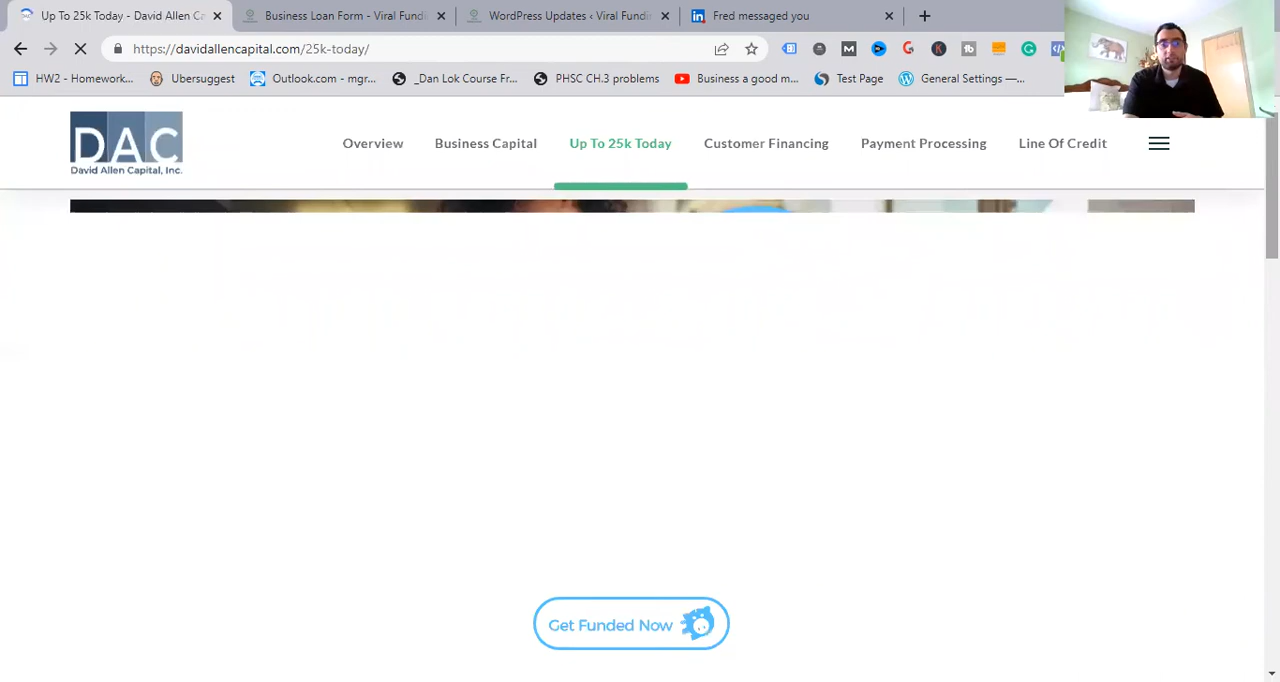 Up To 25k Today - David Allen Ca
Business Loan Form - Viral Fundi
WordPress Updates ‹ Viral Fundin
Fred messaged you
https://davidallencapital.com/25k-today/
HW2 - Homework...
Ubersuggest
Outlook.com - mgr...
_Dan Lok Course Fr...
PHSC CH.3 problems
Business a good m...
Test Page
General Settings —...
DAC
David Allen Capital, Inc.
Overview
Business Capital
Up To 25k Today
Customer Financing
Payment Processing
Line Of Credit
Get Funded Now